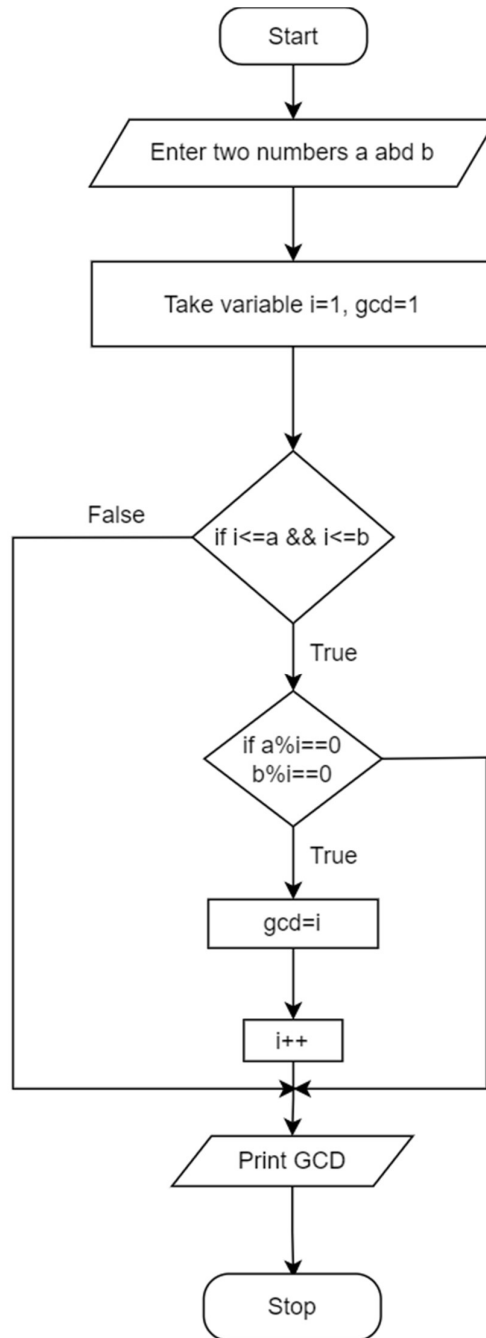 Start
Enter two numbers a abd b
Take variable i=1, gcd=1
False
if i<=a && i<=b
True
if a%i==0
b%i==0
True
gcd=i
i++
Print GCD
Stop